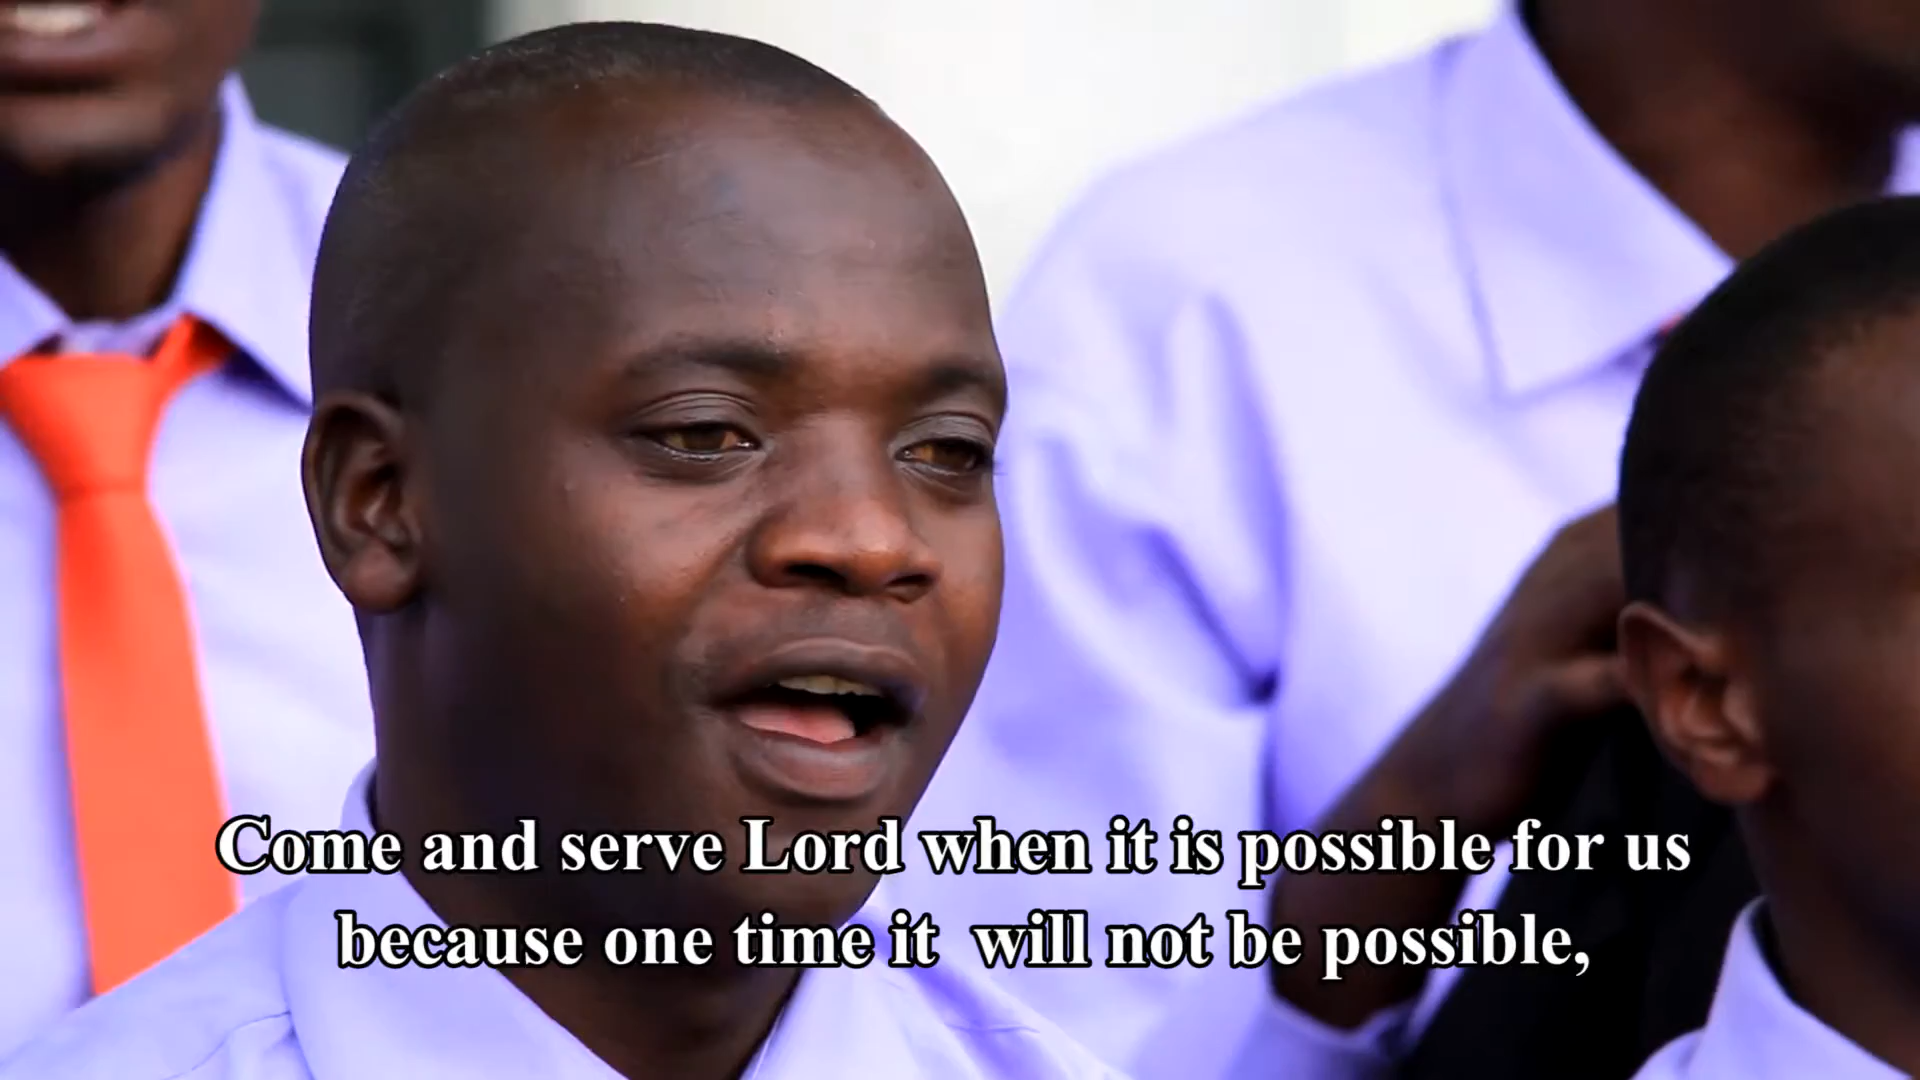 Come and serve Lord when it is possible for us
because one time it  will not be possible,